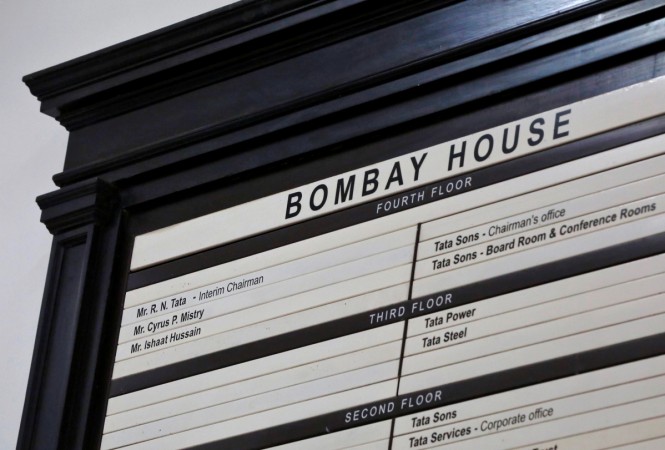 BOMBAY HOUSE
FOURTH FLOOR
Mr. R. N. Tata - Interim Chairman
Mr. Cyrus P. Mistry
Mr. Ishaat Hussain
Tata Sons - Chairman's office
Tata Sons - Board Room & Conference Rooms
THIRD FLOOR
Tata Power
Tata Steel
SECOND FLOOR
Tata Sons
Tata Services - Corporate office